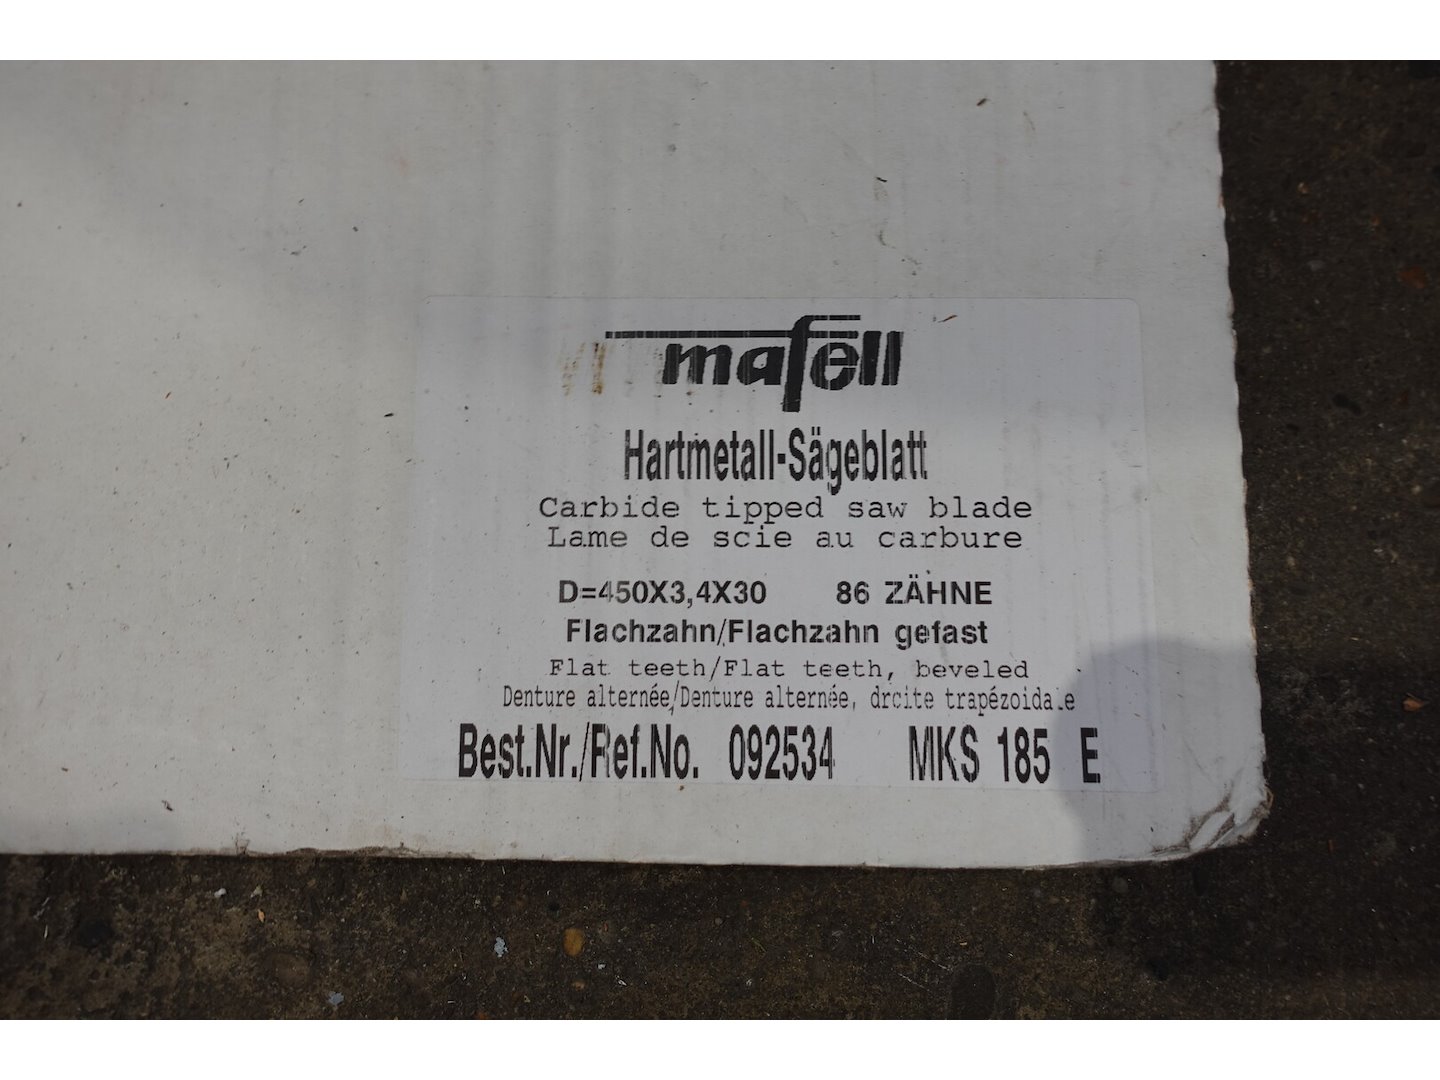 mafell
Hartmetall-Sägeblatt
Carbide tipped saw blade
Lame de scie au carbure
D=450X3,4X30 86 ZÄHNE
Flachzahn/Flachzahn gefast
Flat teeth/Flat teeth, beveled
Denture alternée/Denture alternée, droite trapézoidale
Best.Nr./Ref.No. 092534 MKS 185 E